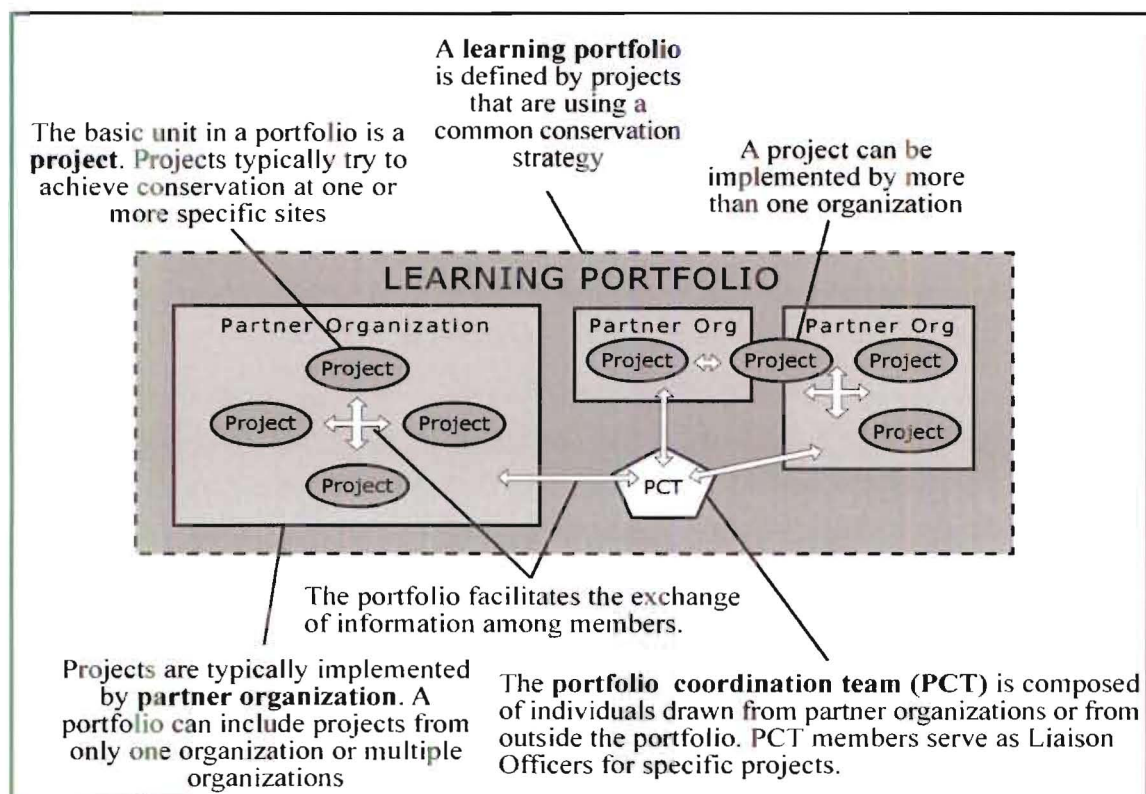 A learning portfolio
is defined by projects
that are using a
common conservation
strategy
The basic unit in a portfolio is a
project. Projects typically try to
achieve conservation at one or
more specific sites
A project can be
implemented by more
than one organization
LEARNING PORTFOLIO
Partner Organization
Project
Project
Project
Project
Partner Org
Project
Project
Partner Org
Project
Project
PCT
The portfolio facilitates the exchange
of information among members.
Projects are typically implemented
by partner organization. A
portfolio can include projects from
only one organization or multiple
organizations
The portfolio coordination team (PCT) is composed
of individuals drawn from partner organizations or from
outside the portfolio. PCT members serve as Liaison
Officers for specific projects.